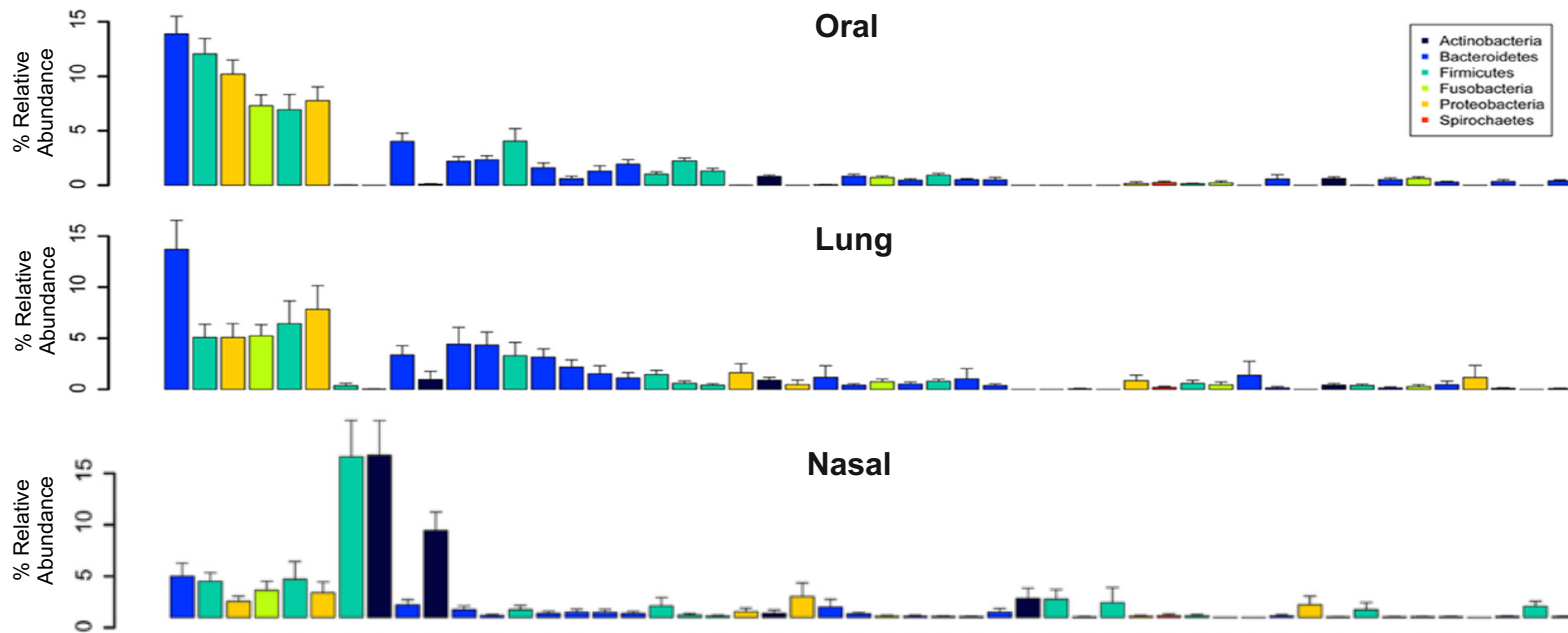 Oral
% Relative
Abundance
15
10
5
0
Actinobacteria
Bacteroidetes
Firmicutes
Fusobacteria
Proteobacteria
Spirochaetes
Lung
% Relative
Abundance
15
10
5
0
Nasal
% Relative
Abundance
15
10
5
0